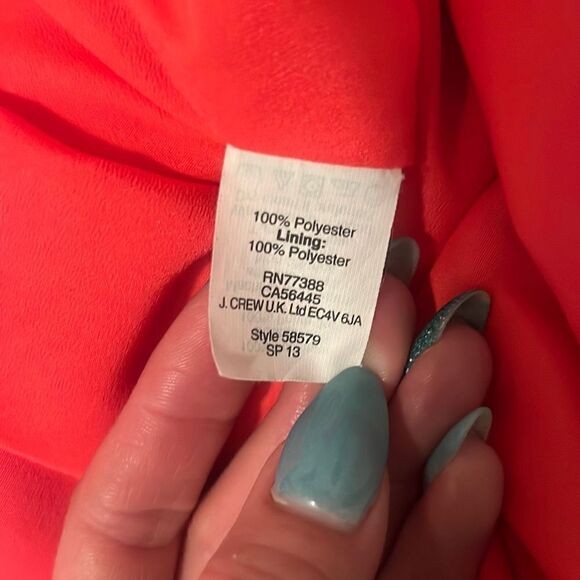 100% Polyester
Lining:
100% Polyester
RN77388
CA56445
J. CREW U.K. Ltd EC4V 6JA
Style 58579
SP 13